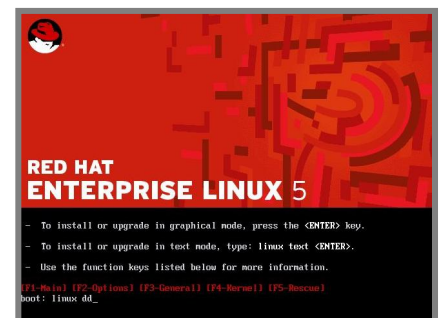 RED HAT
ENTERPRISE LINUX 5
- To install or upgrade in graphical mode, press the <ENTER> key.
- To install or upgrade in text mode, type: linux text <ENTER>.
- Use the function keys listed below for more information.
[F1-Main] [F2-Options] [F3-General] [F4-Kernel] [F5-Rescue]
boot: linux dd_